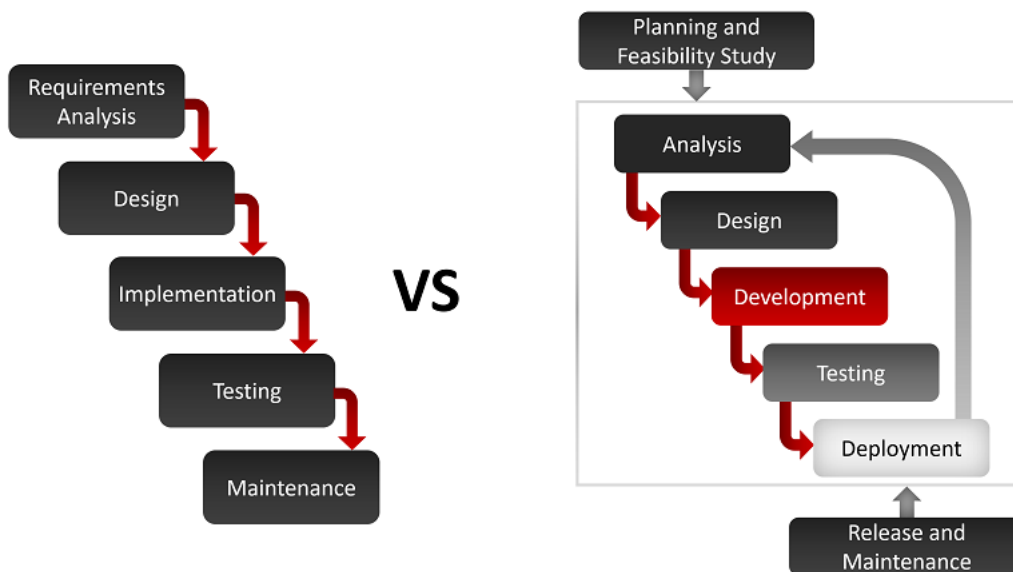 Requirements
Analysis
Design
Implementation
Testing
Maintenance
VS
Planning and
Feasibility Study
Analysis
Design
Development
Testing
Deployment
Release and
Maintenance